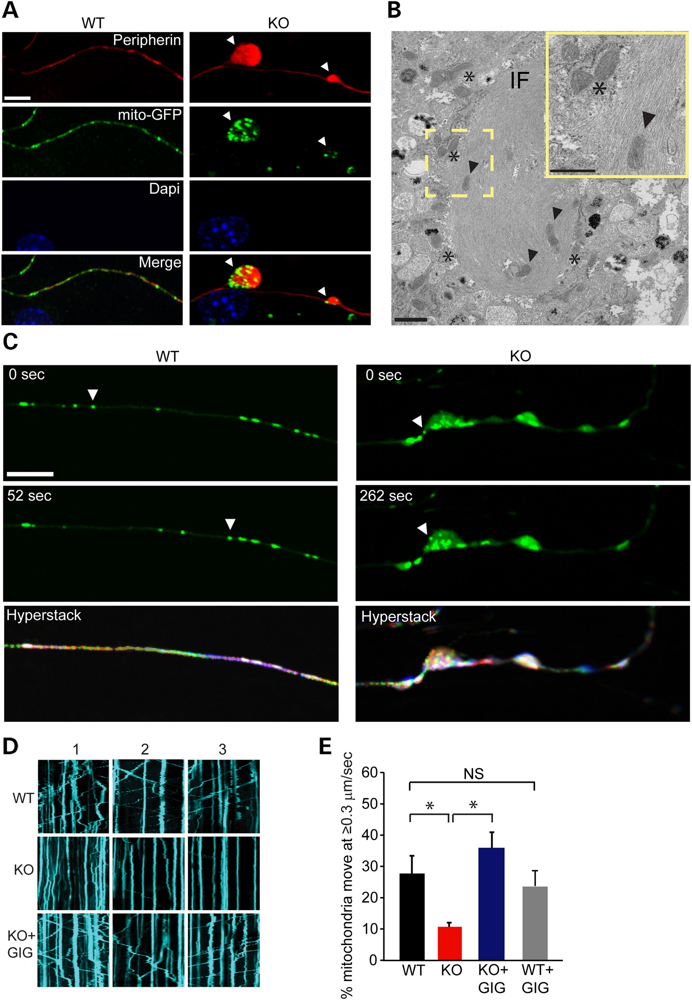 A
WT
KO
Peripherin
mito-GFP
Dapi
Merge
B
IF
*
*
*
*
*
C
WT
KO
0 sec
0 sec
52 sec
262 sec
Hyperstack
Hyperstack
D
1
2
3
WT
KO
KO+
GIG
E
% mitochondria move at ≥0.3 μm/sec
60
50
40
30
20
10
0
NS
*
*
WT
KO
KO+
GIG
WT+
GIG